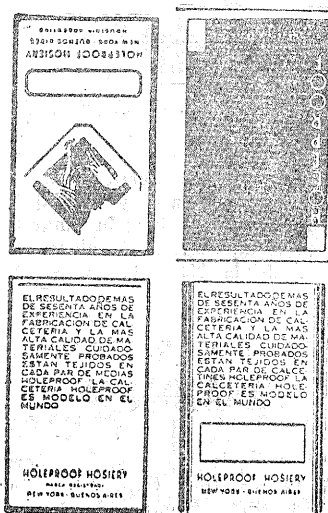 INDUSTRIA ARGENTINA
NEW YORK - BUENOS AIRES
HOLEPROOF HOSIERY
EL RESULTADO DE MAS
DE SESENTA AÑOS DE
EXPERIENCIA EN LA
FABRICACION DE CAL-
CETERIA Y LA MAS
ALTA CALIDAD DE MA-
TERIALES CUIDADO-
SAMENTE PROBADOS
ESTAN TEJIDOS EN
CADA PAR DE MEDIAS
HOLEPROOF LA CAL-
CETERIA HOLEPROOF
ES MODELO EN EL
MUNDO
HOLEPROOF HOSIERY
MARCA REGISTRADA
NEW YORK - BUENOS AIRES
EL RESULTADO DE MAS
DE SESENTA AÑOS DE
EXPERIENCIA EN LA
FABRICACION DE CAL-
CETERIA Y LA MAS
ALTA CALIDAD DE MA-
TERIALES CUIDADO-
SAMENTE PROBADOS
ESTAN TEJIDOS EN
CADA PAR DE CALCE-
TINES HOLEPROOF LA
CALCETERIA HOLE-
PROOF ES MODELO
EN EL MUNDO
HOLEPROOF HOSIERY
NEW YORK - BUENOS AIRES